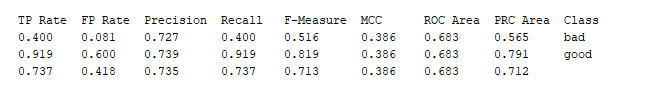 TP Rate FP Rate Precision Recall F-Measure MCC ROC Area PRC Area Class
0.400 0.081 0.727 0.400 0.516 0.386 0.683 0.565 bad
0.919 0.600 0.739 0.919 0.819 0.386 0.683 0.791 good
0.737 0.418 0.735 0.737 0.713 0.386 0.683 0.712